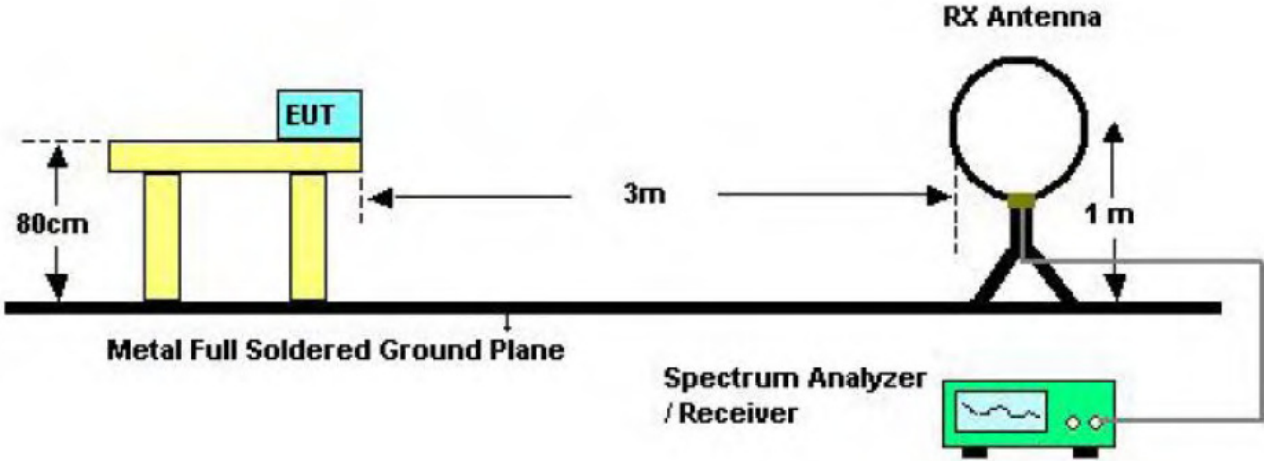 RX Antenna
EUT
3m
80cm
1 m
Metal Full Soldered Ground Plane
Spectrum Analyzer
/ Receiver